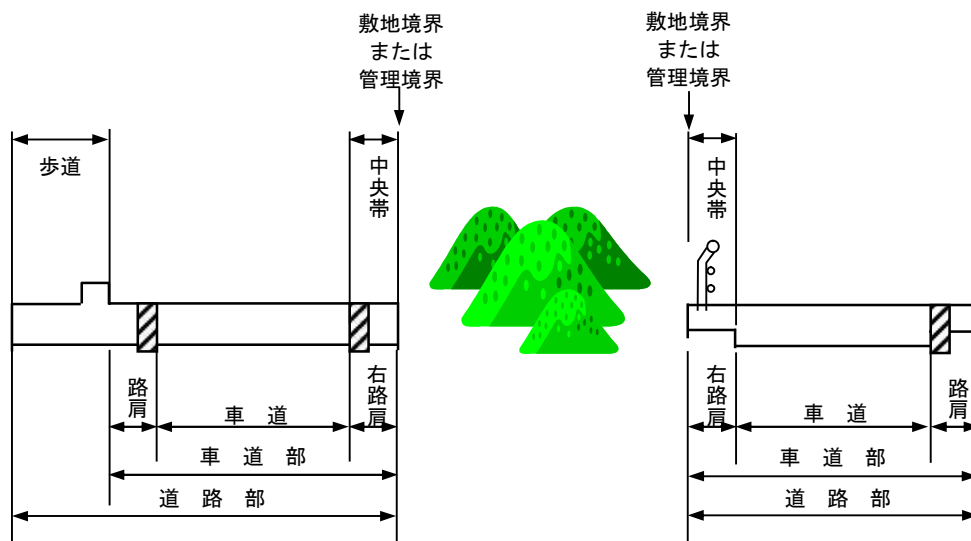 敷地境界
または
管理境界
敷地境界
または
管理境界
歩道
中央帯
中央帯
路肩
車道
右路肩
右路肩
車道
路肩
車道部
車道部
道路部
道路部